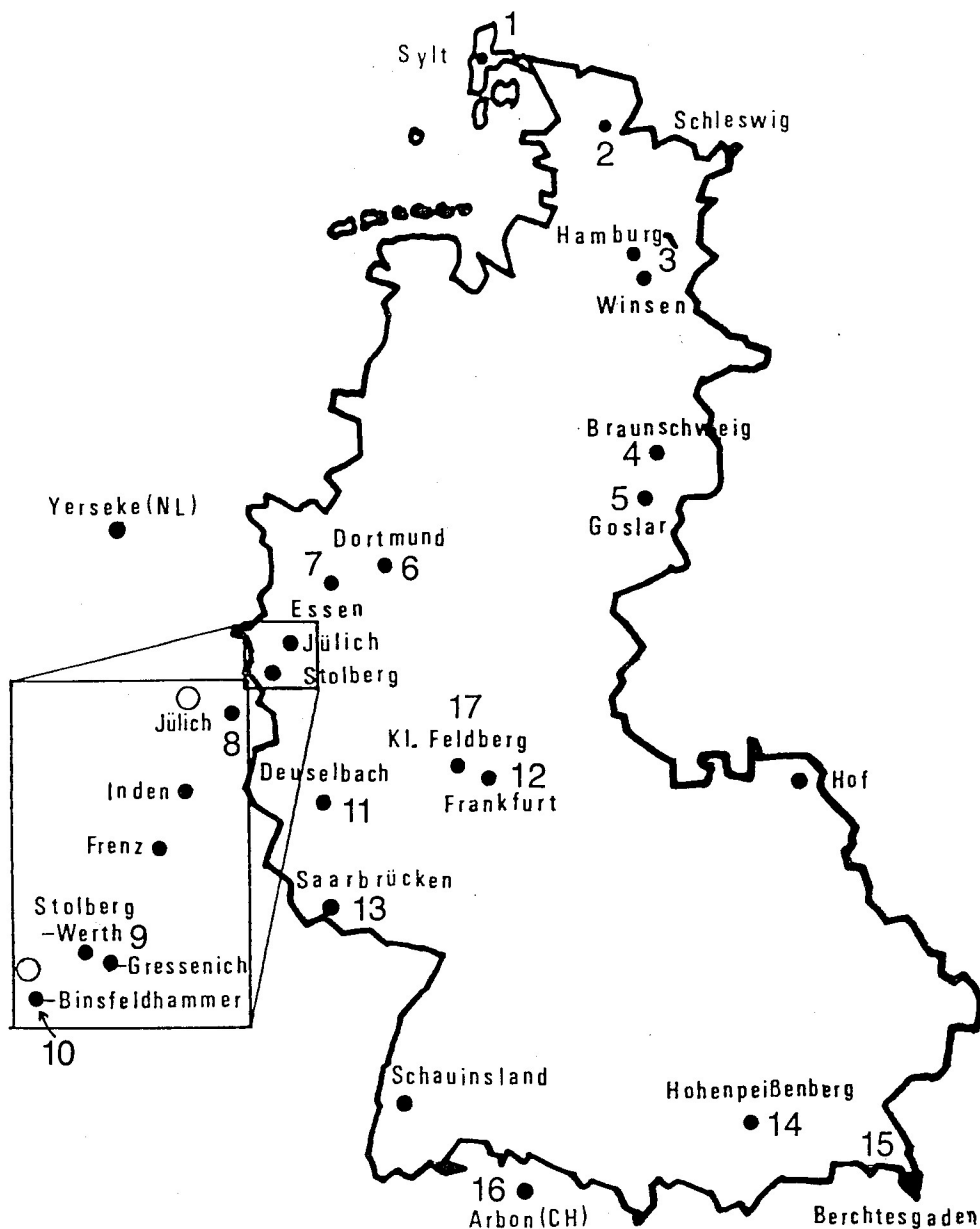 1
Sylt
Schleswig
2
Hamburg
3
Winsen
Braunschweig
4
5
Goslar
Yerseke(NL)
Dortmund
7
6
Essen
Jülich
Stolberg
17
Jülich
Kl. Feldberg
8
Deuselbach
12
Hof
Inden
11
Frankfurt
Frenz
Saarbrücken
13
Stolberg
-Werth 9
-Gressenich
-Binsfeldhammer
10
Schauinsland
Hohenpeißenberg
14
15
16
Arbon(CH)
Berchtesgaden